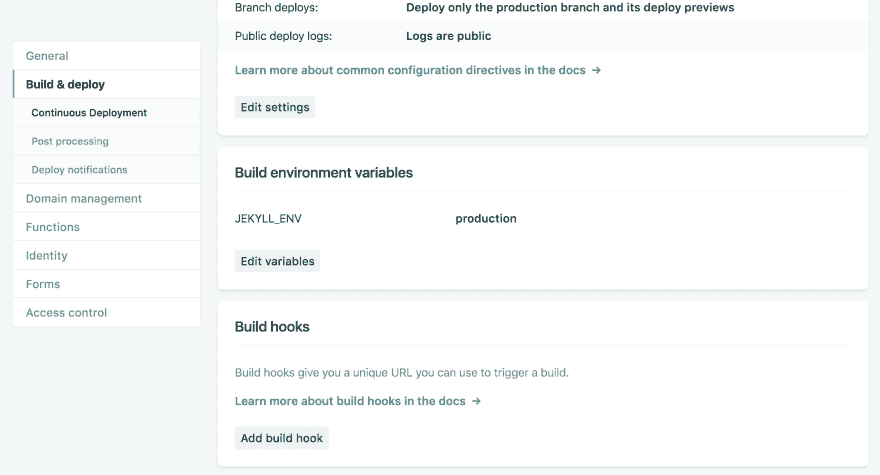 General
Build & deploy
Continuous Deployment
Post processing
Deploy notifications
Domain management
Functions
Identity
Forms
Access control
Branch deploys: Deploy only the production branch and its deploy previews
Public deploy logs: Logs are public
Learn more about common configuration directives in the docs →
Edit settings
Build environment variables
JEKYLL_ENV production
Edit variables
Build hooks
Build hooks give you a unique URL you can use to trigger a build.
Learn more about build hooks in the docs →
Add build hook